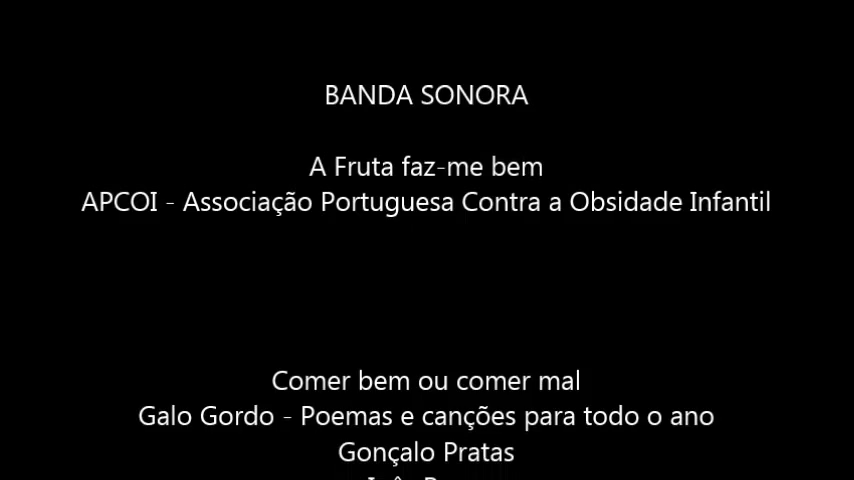 BANDA SONORA
A Fruta faz-me bem
APCOI - Associação Portuguesa Contra a Obsidade Infantil
Comer bem ou comer mal
Galo Gordo - Poemas e canções para todo o ano
Gonçalo Pratas